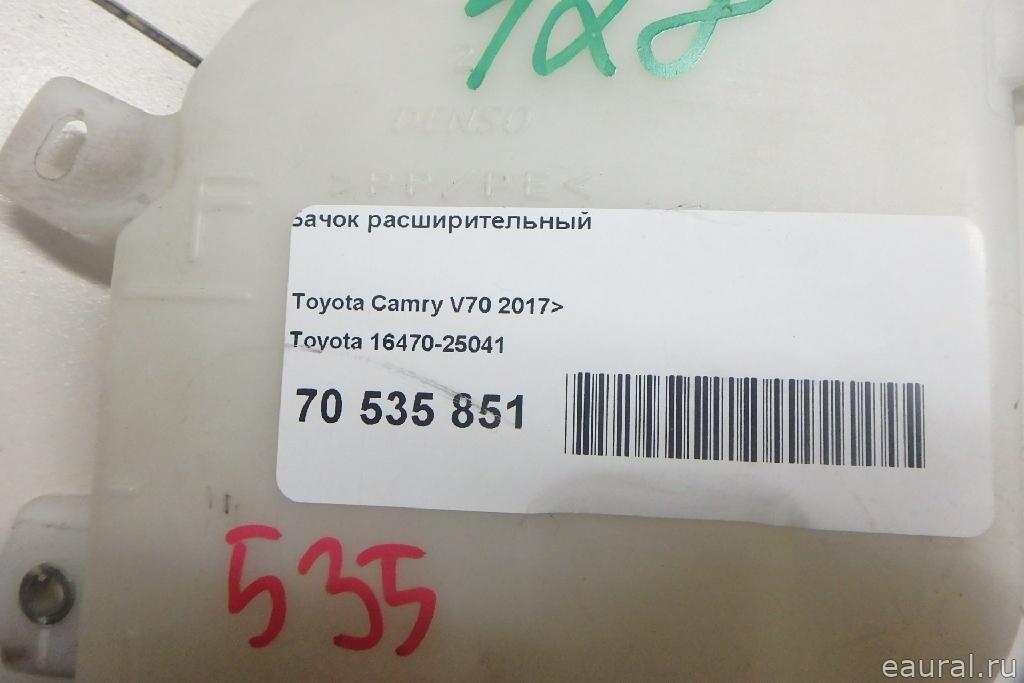 DENSO
>PP/PE<
F
Бачок расширительный
Toyota Camry V70 2017>
Toyota 16470-25041
70 535 851
535
eaural.ru